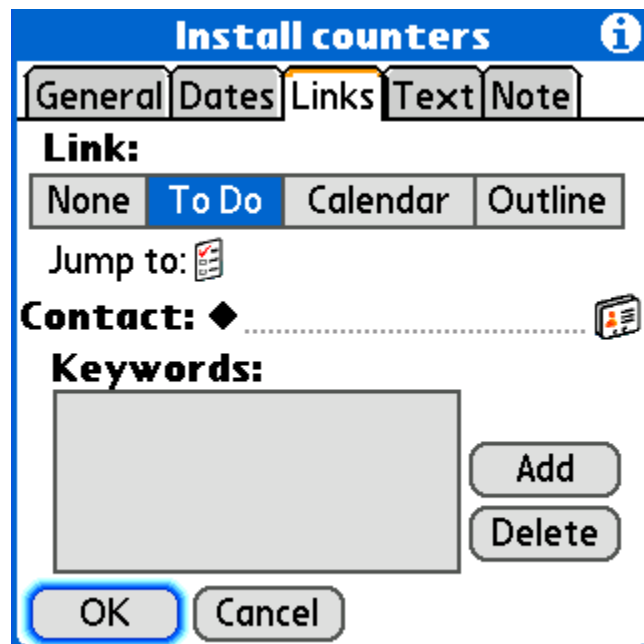 Install counters
General Dates Links Text Note
Link:
None To Do Calendar Outline
Jump to:
Contact:
Keywords:
Add
Delete
OK Cancel